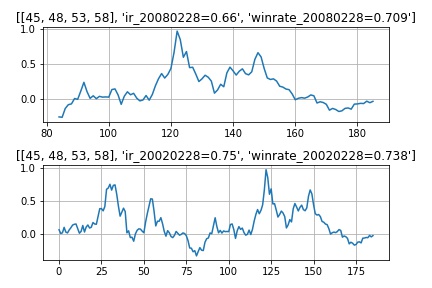 [[45, 48, 53, 58], 'ir_20080228=0.66', 'winrate_20080228=0.709']
1.0
0.5
0.0
80 100 120 140 160 180
[[45, 48, 53, 58], 'ir_20020228=0.75', 'winrate_20020228=0.738']
1.0
0.5
0.0
0 25 50 75 100 125 150 175